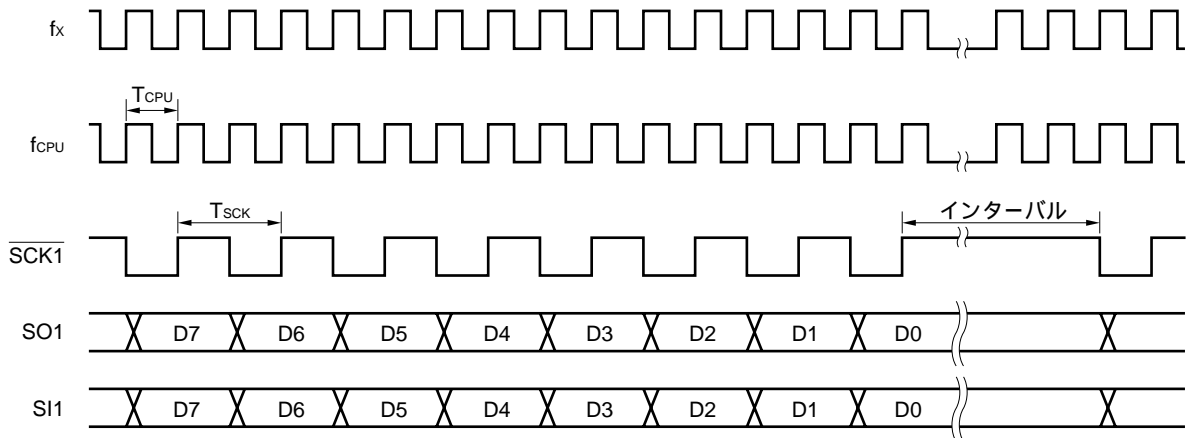 fX
TCPU
fCPU
TSCK
インターバル
SCK1
SO1 D7 D6 D5 D4 D3 D2 D1 D0
SI1 D7 D6 D5 D4 D3 D2 D1 D0